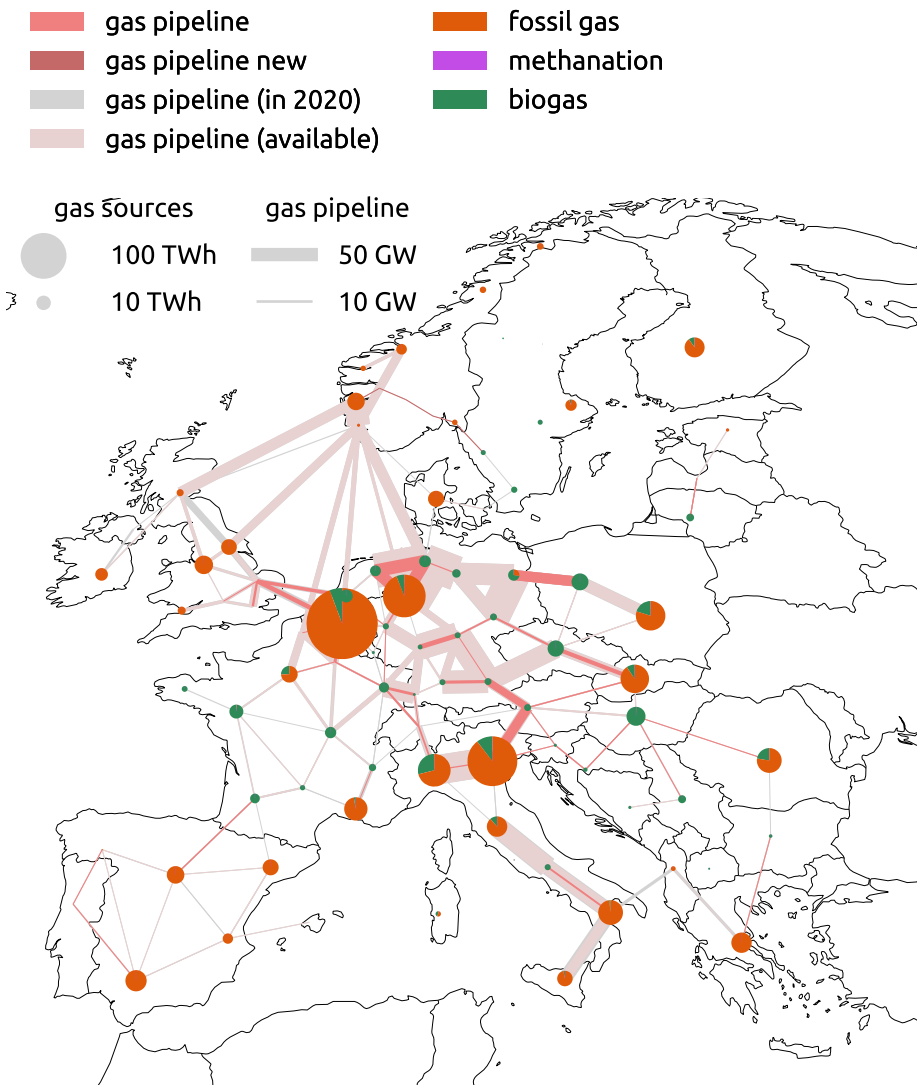 gas pipeline
gas pipeline new
gas pipeline (in 2020)
gas pipeline (available)
fossil gas
methanation
biogas
gas sources
100 TWh
10 TWh
gas pipeline
50 GW
10 GW